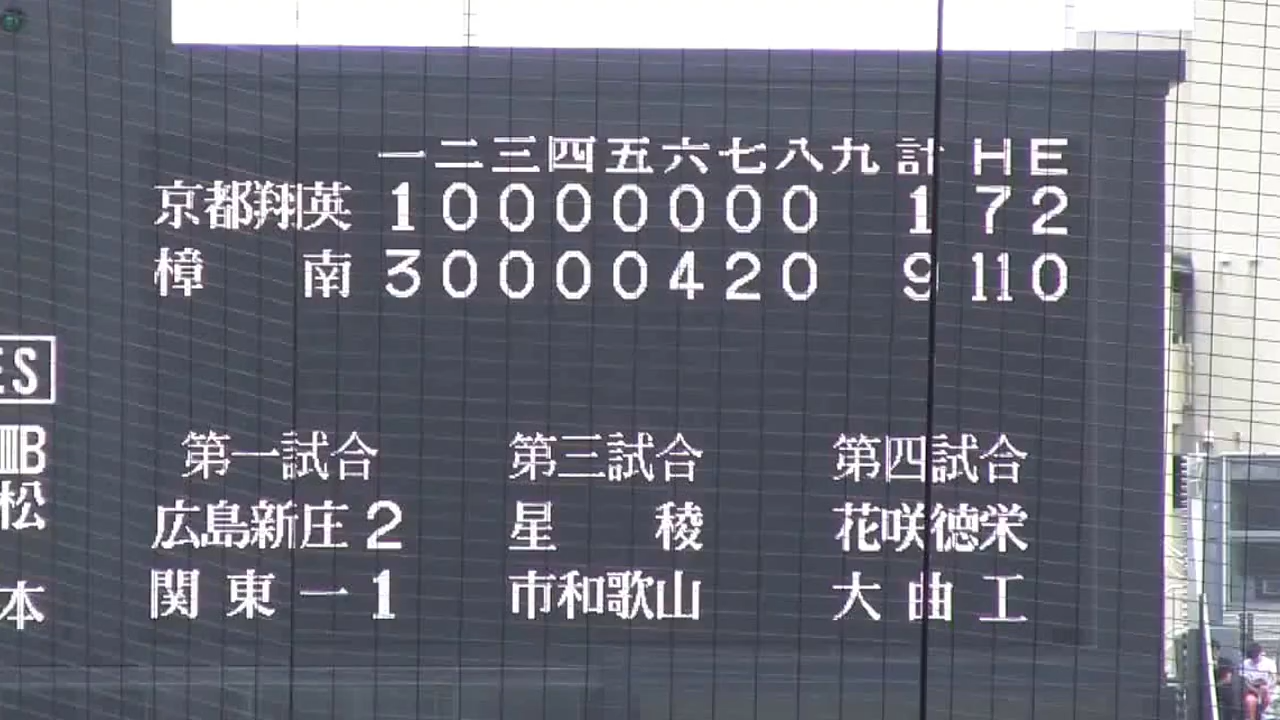 一 二 三 四 五 六 七 八 九 計 H E
京都翔英 1 0 0 0 0 0 0 0 1 7 2
樟南 3 0 0 0 0 4 2 0 9 11 0
ES
B
松
本
第一試合 第三試合 第四試合
広島新庄 2 星稜 花咲徳栄
関東一 1 市和歌山 大曲工